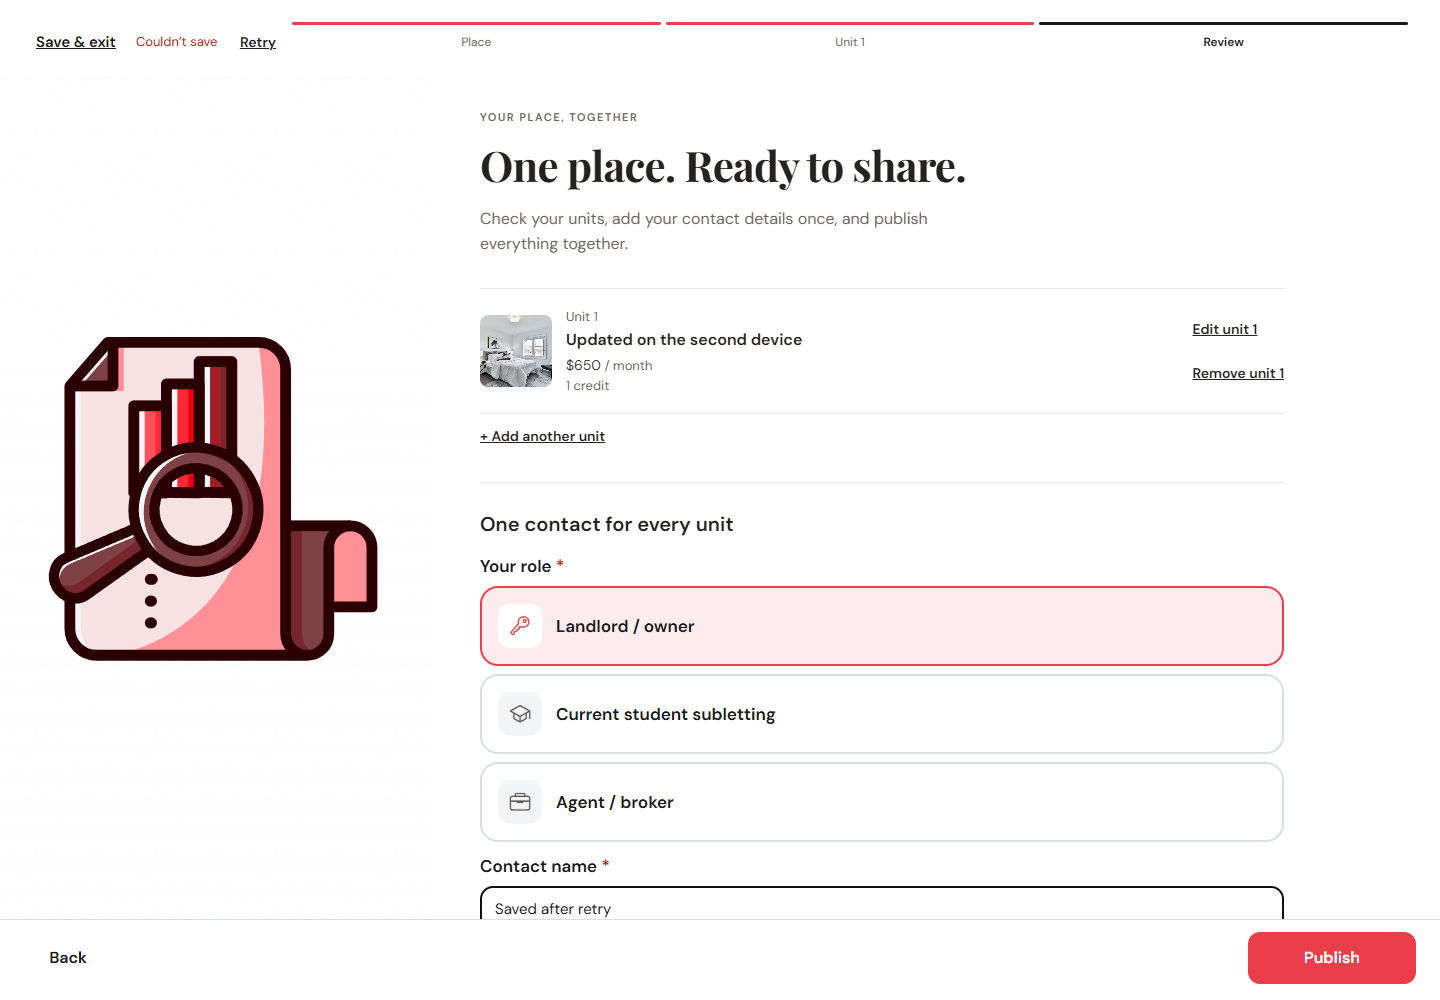 Save & exit
Couldn’t save
Retry
Place
Unit 1
Review
YOUR PLACE, TOGETHER
One place. Ready to share.
Check your units, add your contact details once, and publish
everything together.
Unit 1
Updated on the second device
$650 / month
1 credit
Edit unit 1
Remove unit 1
+ Add another unit
One contact for every unit
Your role *
Landlord / owner
Current student subletting
Agent / broker
Contact name *
Saved after retry
Back
Publish